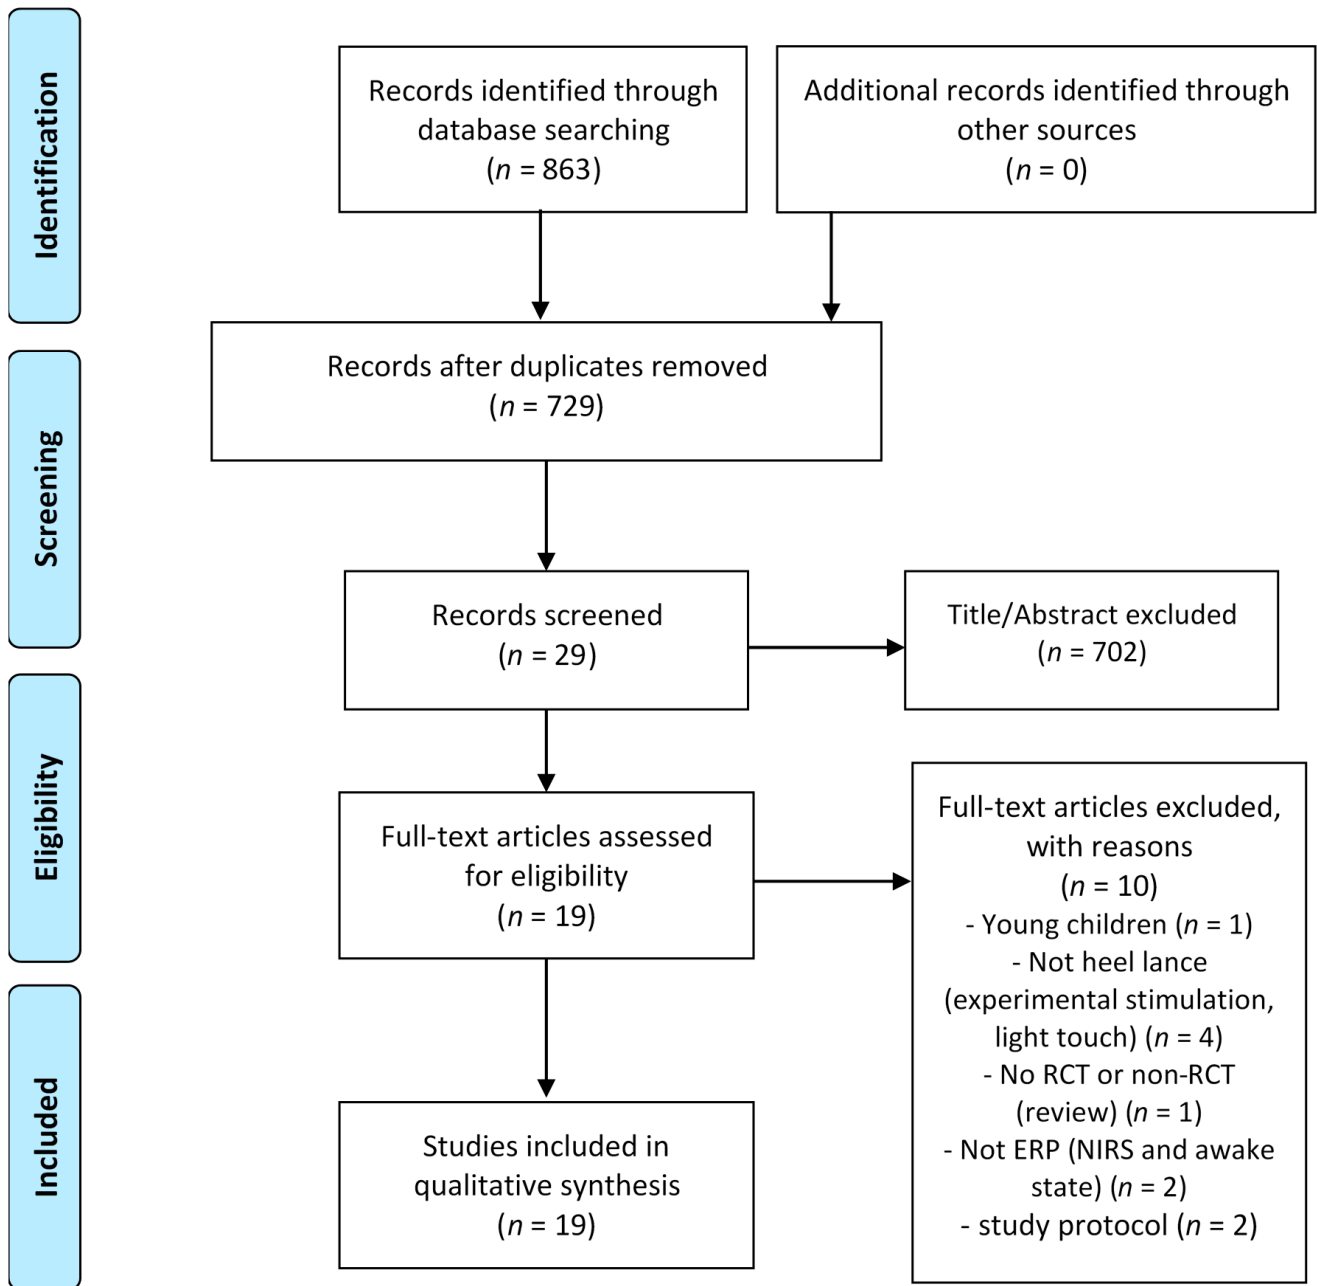 Identification
Records identified through
database searching
(n = 863)
Additional records identified through
other sources
(n = 0)
Screening
Records after duplicates removed
(n = 729)
Records screened
(n = 29)
Title/Abstract excluded
(n = 702)
Eligibility
Full-text articles assessed
for eligibility
(n = 19)
Full-text articles excluded,
with reasons
(n = 10)
- Young children (n = 1)
- Not heel lance
(experimental stimulation,
light touch) (n = 4)
- No RCT or non-RCT
(review) (n = 1)
- Not ERP (NIRS and awake
state) (n = 2)
- study protocol (n = 2)
Included
Studies included in
qualitative synthesis
(n = 19)